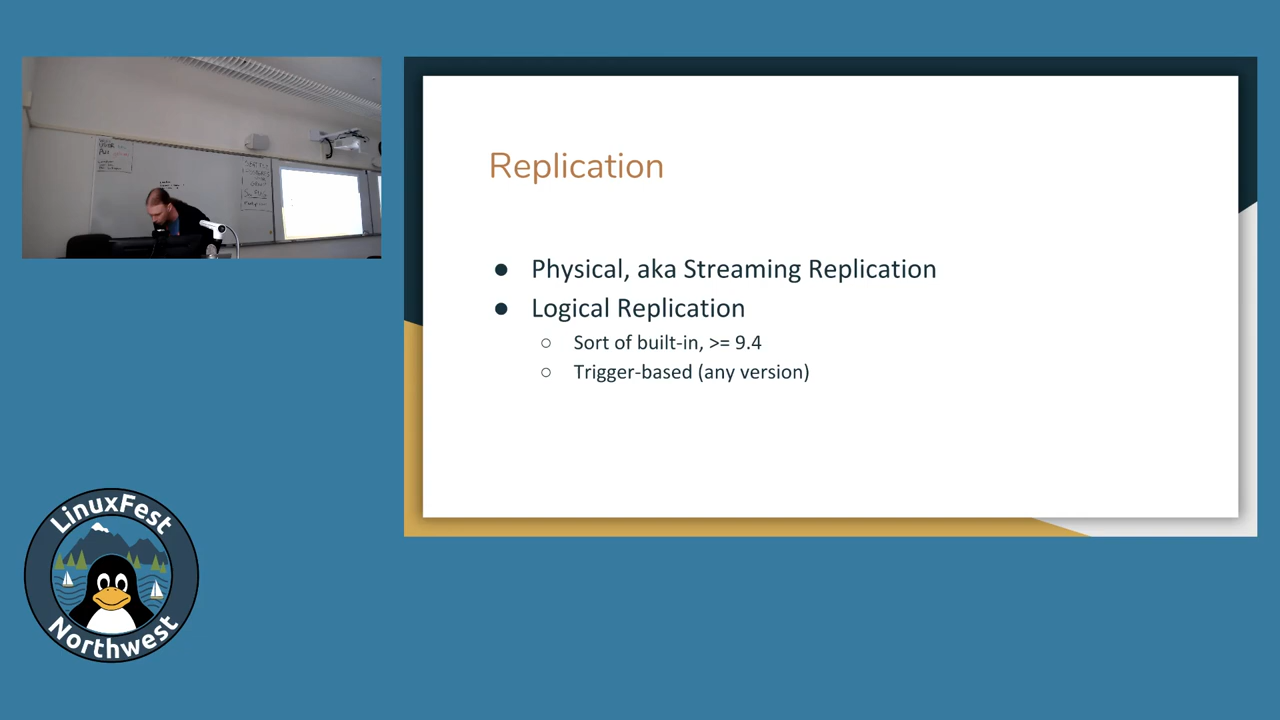 Replication
● Physical, aka Streaming Replication
● Logical Replication
○ Sort of built-in, >= 9.4
○ Trigger-based (any version)
LinuxFest
Northwest